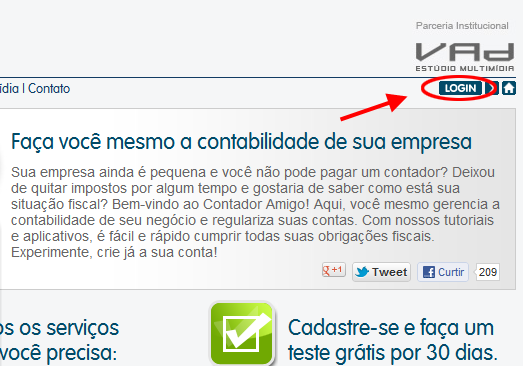 Parceria Institucional
VAd
ESTÚDIO MULTIMÍDIA
ídia | Contato
LOGIN
Faça você mesmo a contabilidade de sua empresa
Sua empresa ainda é pequena e você não pode pagar um contador? Deixou
de quitar impostos por algum tempo e gostaria de saber como está sua
situação fiscal? Bem-vindo ao Contador Amigo! Aqui, você mesmo gerencia a
contabilidade de seu negócio e regulariza suas contas. Com nossos tutoriais
e aplicativos, é fácil e rápido cumprir todas suas obrigações fiscais.
Experimente, crie já a sua conta!
g +1 Tweet Curtir 209
os os serviços
você precisa:
Cadastre-se e faça um
teste grátis por 30 dias.